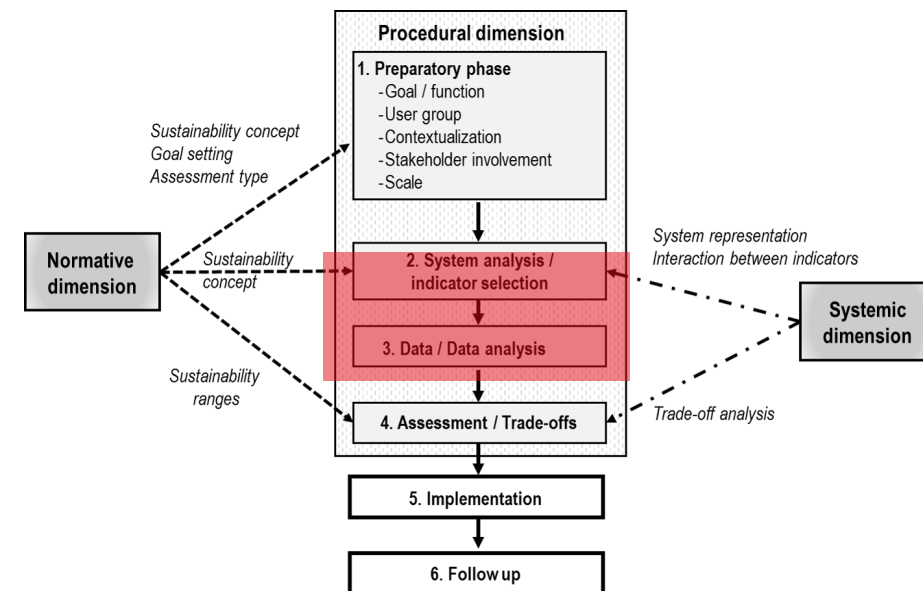 Procedural dimension
1. Preparatory phase
-Goal / function
-User group
-Contextualization
-Stakeholder involvement
-Scale
Sustainability concept
Goal setting
Assessment type
Normative
dimension
Sustainability
concept
2. System analysis /
indicator selection
System representation
Interaction between indicators
Systemic
dimension
3. Data / Data analysis
Sustainability
ranges
4. Assessment / Trade-offs
Trade-off analysis
5. Implementation
6. Follow up